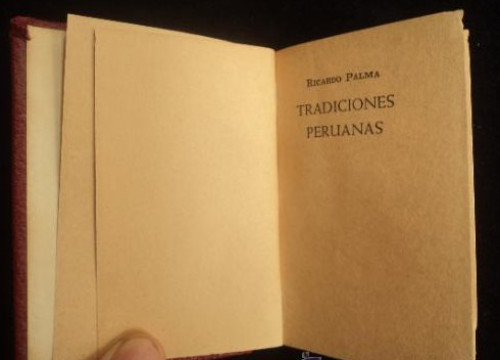 RICARDO PALMA
TRADICIONES
PERUANAS